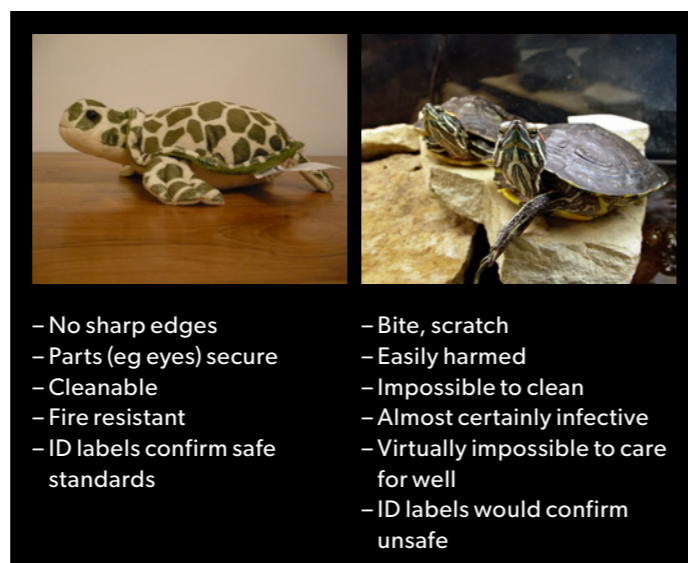 – No sharp edges
– Parts (eg eyes) secure
– Cleanable
– Fire resistant
– ID labels confirm safe
standards
– Bite, scratch
– Easily harmed
– Impossible to clean
– Almost certainly infective
– Virtually impossible to care
for well
– ID labels would confirm
unsafe